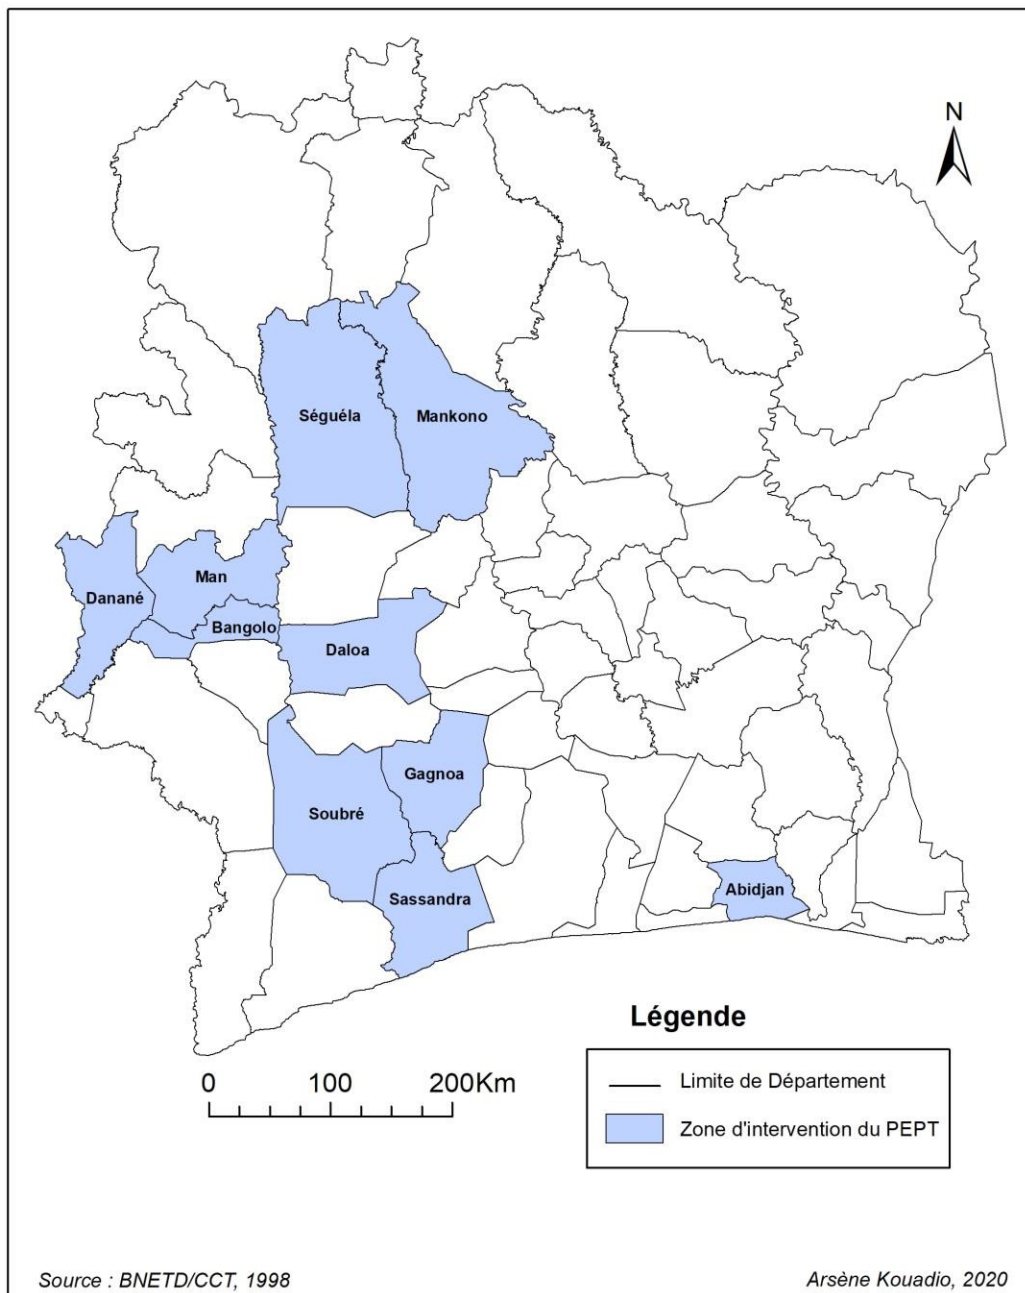 N
Séguéla
Mankono
Man
Danané
Bangolo
Daloa
Gagnoa
Soubré
Sassandra
Abidjan
Légende
0 100 200Km
Limite de Département
Zone d'intervention du PEPT
Source : BNETD/CCT, 1998
Arsène Kouadio, 2020